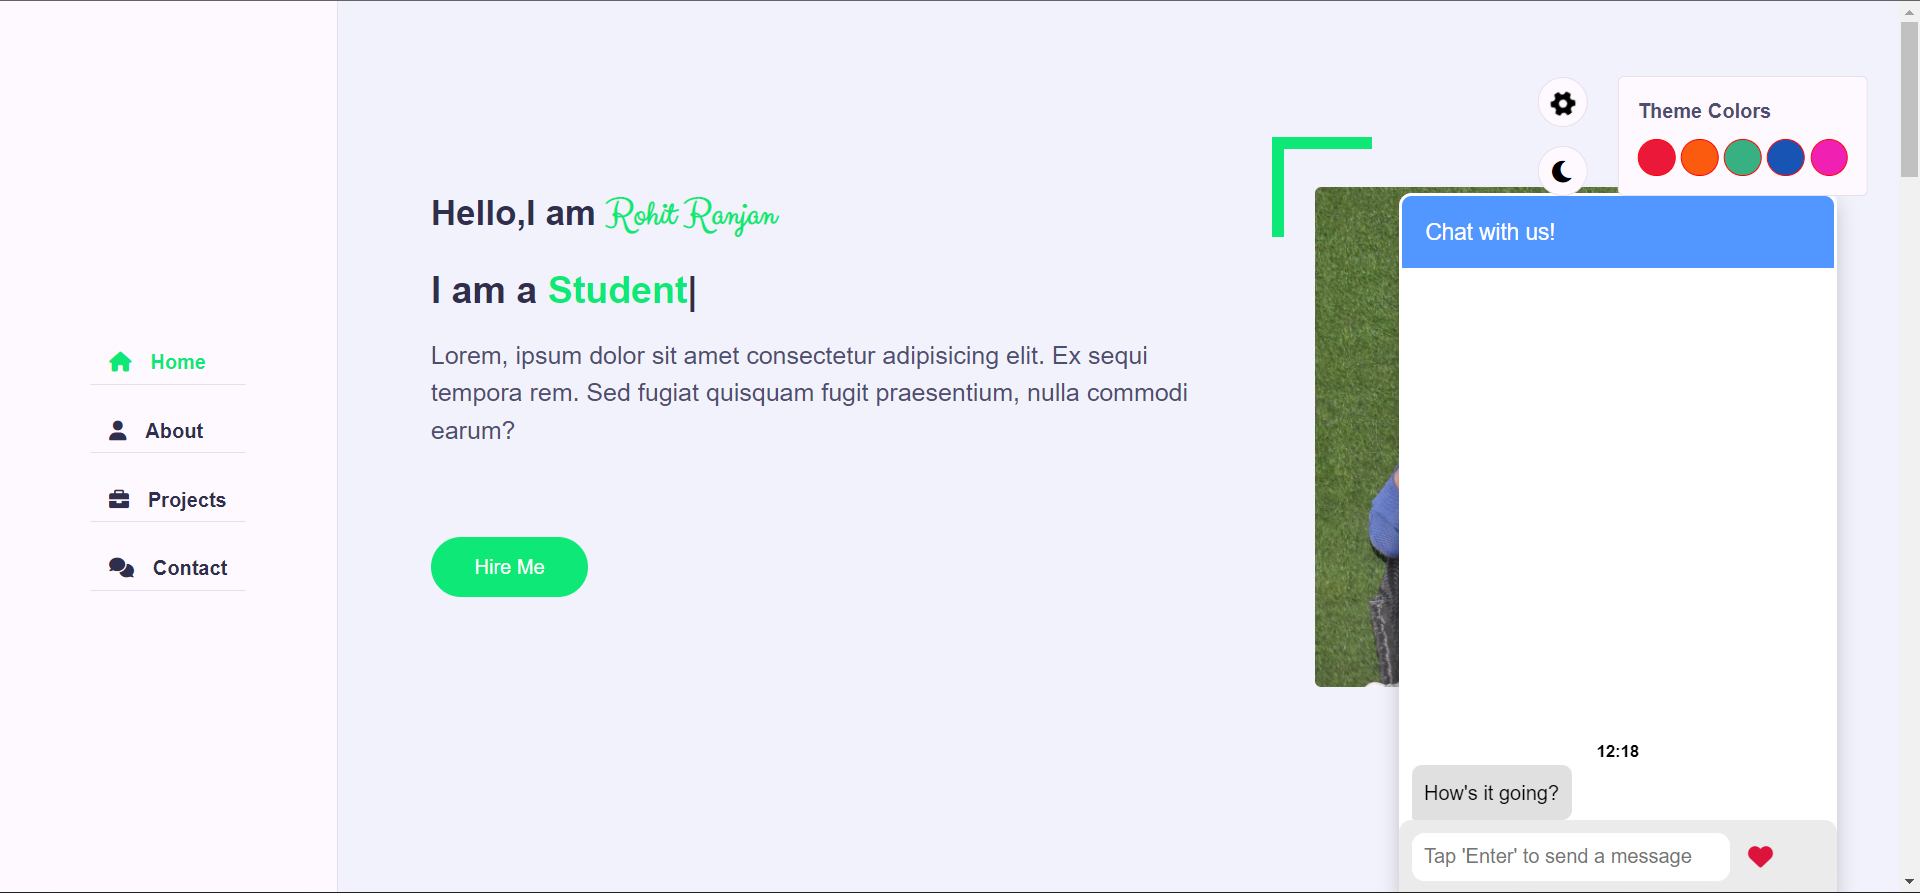 Home
About
Projects
Contact
Hello,I am Rohit Ranjan
I am a Student|
Lorem, ipsum dolor sit amet consectetur adipisicing elit. Ex sequi
tempora rem. Sed fugiat quisquam fugit praesentium, nulla commodi
earum?
Hire Me
Theme Colors
Chat with us!
12:18
How's it going?
Tap 'Enter' to send a message